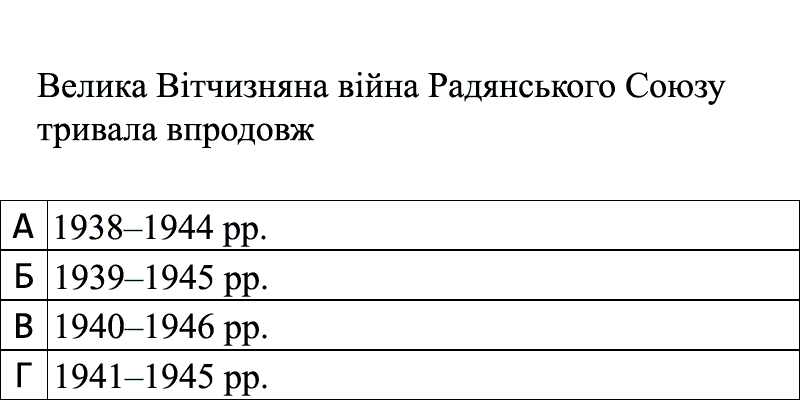 Велика Вітчизняна війна Радянського Союзу
тривала впродовж
А 1938–1944 рр.
Б 1939–1945 рр.
В 1940–1946 рр.
Г 1941–1945 рр.